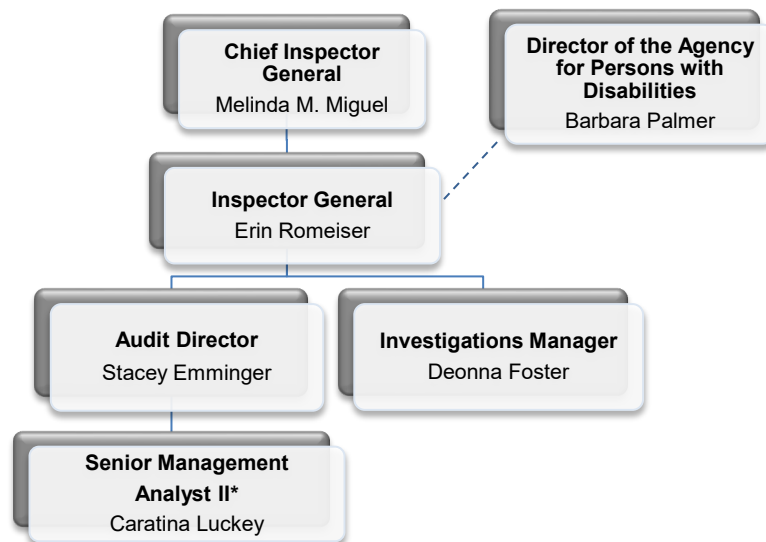 Chief Inspector
General
Melinda M. Miguel
Director of the Agency
for Persons with
Disabilities
Barbara Palmer
Inspector General
Erin Romeiser
Audit Director
Stacey Emminger
Investigations Manager
Deonna Foster
Senior Management
Analyst II*
Caratina Luckey